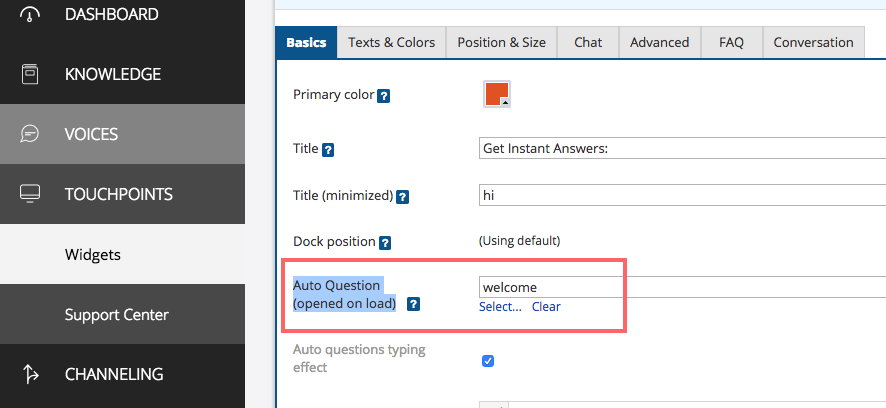 DASHBOARD
KNOWLEDGE
VOICES
TOUCHPOINTS
Widgets
Support Center
CHANNELING
Basics
Texts & Colors
Position & Size
Chat
Advanced
FAQ
Conversation
Primary color ?
Title ?
Get Instant Answers:
Title (minimized) ?
hi
Dock position ?
(Using default)
Auto Question
(opened on load) ?
welcome
Select... Clear
Auto questions typing
effect